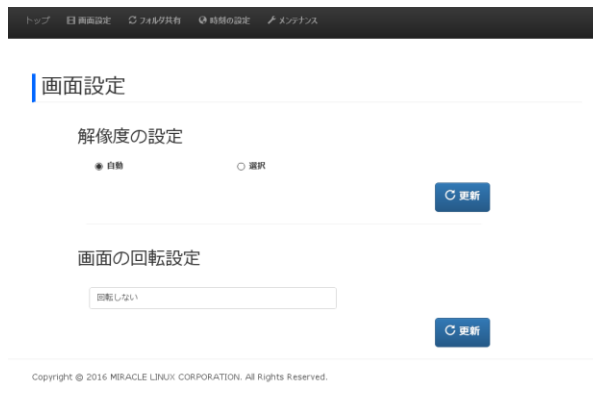 トップ 画面設定 フォルダ共有 時刻の設定 メンテナンス
画面設定
解像度の設定
自動 選択
更新
画面の回転設定
回転しない
更新
Copyright © 2016 MIRACLE LINUX CORPORATION. All Rights Reserved.